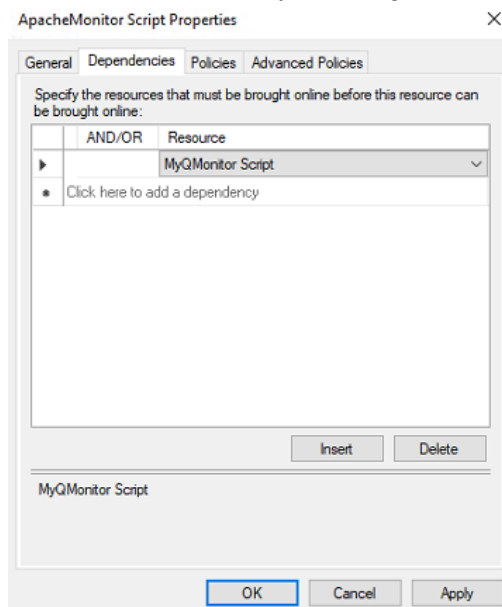 ApacheMonitor Script Properties
General Dependencies Policies Advanced Policies
Specify the resources that must be brought online before this resource can
be brought online:
AND/OR Resource
MyQMonitor Script
Click here to add a dependency
Insert Delete
MyQMonitor Script
OK Cancel Apply